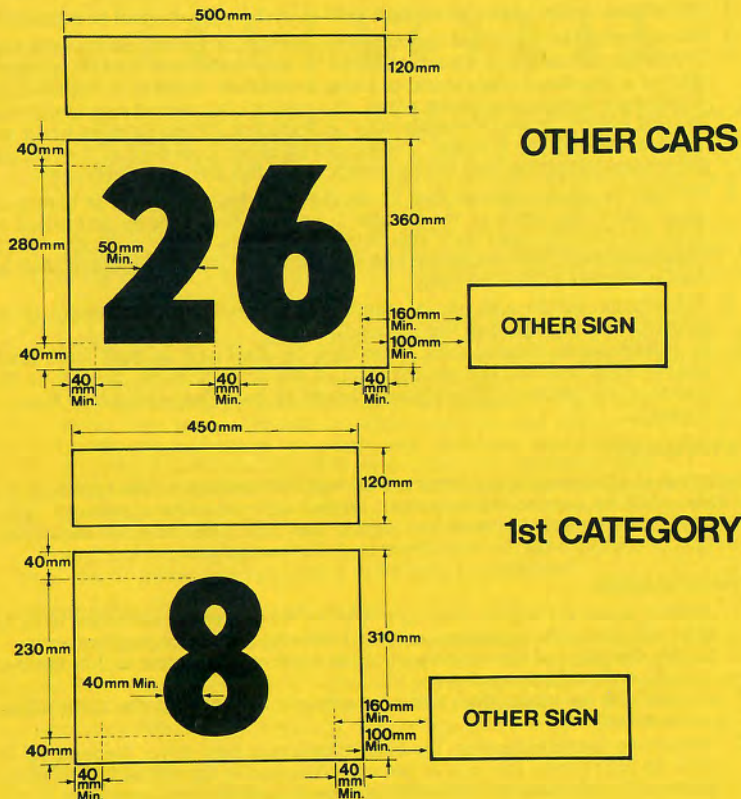 500mm
120mm
OTHER CARS
40mm
26
360mm
280mm
50mm
Min.
160mm
Min.
OTHER SIGN
100mm
Min.
40mm
40
mm
Min.
40
mm
Min.
40
mm
Min.
450mm
120mm
1st CATEGORY
40mm
8
310mm
230mm
40mm Min.
160mm
Min.
OTHER SIGN
100mm
Min.
40mm
40
mm
Min.
40
mm
Min.